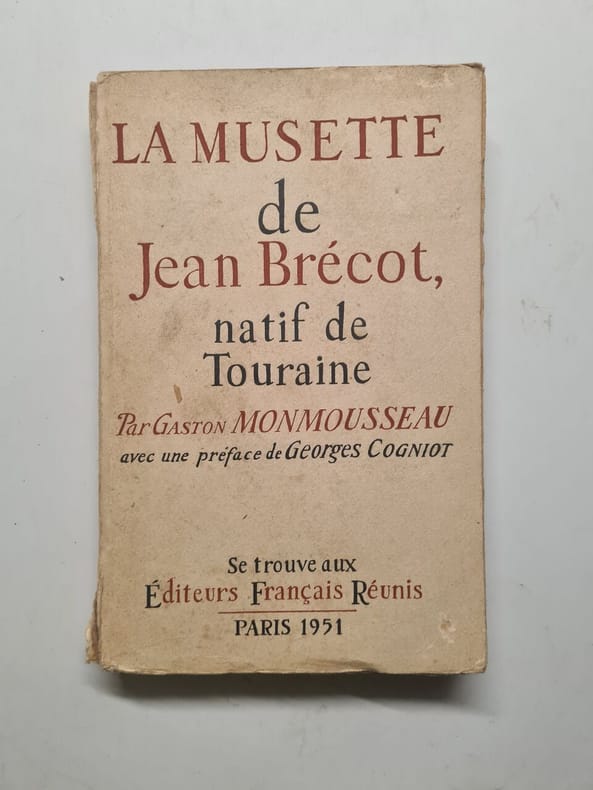 LA MUSETTE
de
Jean Brécot,
natif de
Touraine
Par GASTON MONMOUSSEAU
avec une préface de Georges COGNIOT
Se trouve aux
Éditeurs Français Réunis
PARIS 1951